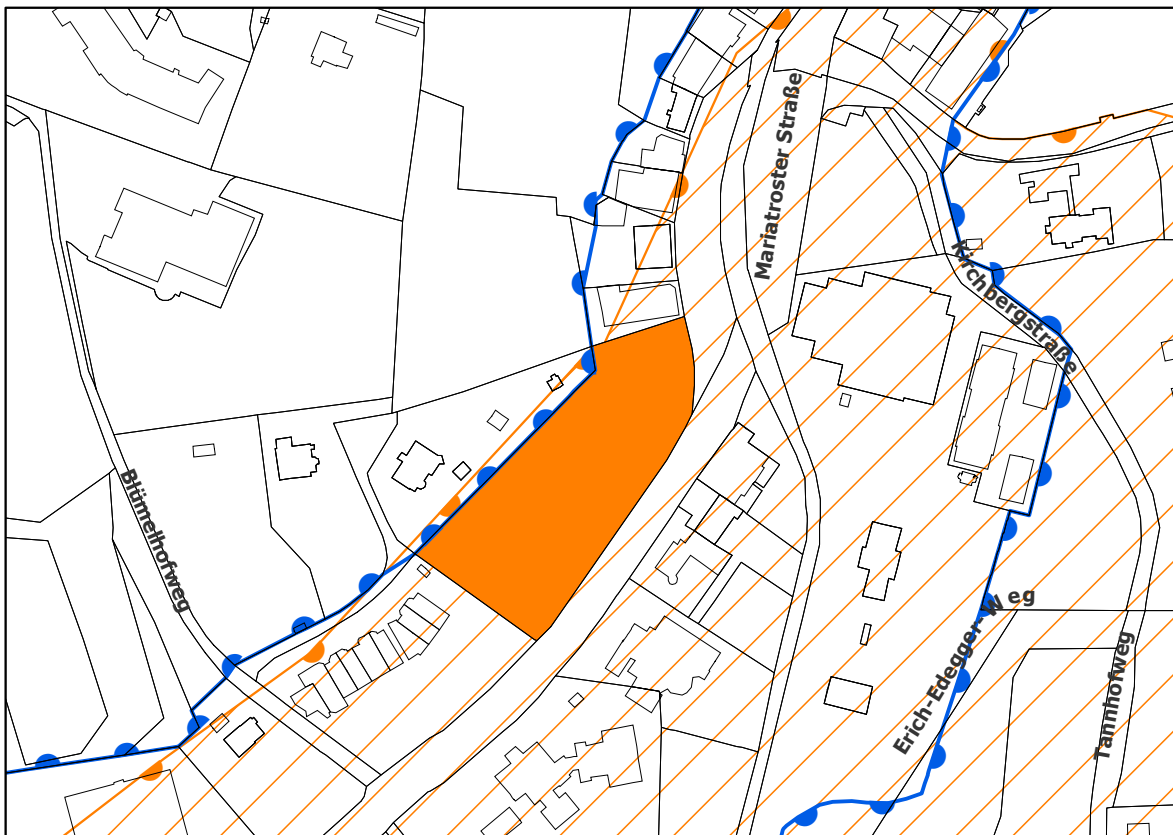 Mariatroster Straße
Kirchbergstraße
Blümelhofweg
Erich-Edegger-Weg
Tannhofweg